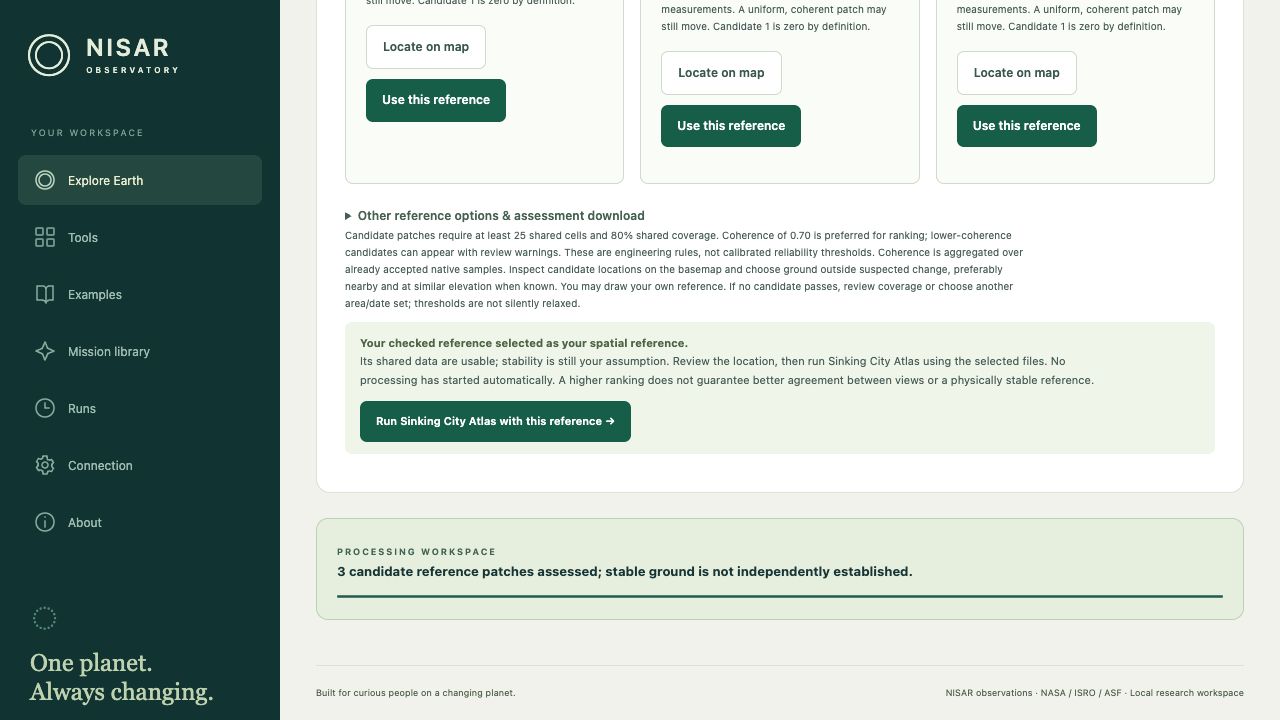 NISAR
OBSERVATORY
YOUR WORKSPACE
Explore Earth
Tools
Examples
Mission library
Runs
Connection
About
One planet.
Always changing.
still move. Candidate 1 is zero by definition.
Locate on map
Use this reference
measurements. A uniform, coherent patch may
still move. Candidate 1 is zero by definition.
Locate on map
Use this reference
measurements. A uniform, coherent patch may
still move. Candidate 1 is zero by definition.
Locate on map
Use this reference
Other reference options & assessment download
Candidate patches require at least 25 shared cells and 80% shared coverage. Coherence of 0.70 is preferred for ranking; lower-coherence
candidates can appear with review warnings. These are engineering rules, not calibrated reliability thresholds. Coherence is aggregated over
already accepted native samples. Inspect candidate locations on the basemap and choose ground outside suspected change, preferably
nearby and at similar elevation when known. You may draw your own reference. If no candidate passes, review coverage or choose another
area/date set; thresholds are not silently relaxed.
Your checked reference selected as your spatial reference.
Its shared data are usable; stability is still your assumption. Review the location, then run Sinking City Atlas using the selected files. No
processing has started automatically. A higher ranking does not guarantee better agreement between views or a physically stable reference.
Run Sinking City Atlas with this reference →
PROCESSING WORKSPACE
3 candidate reference patches assessed; stable ground is not independently established.
Built for curious people on a changing planet.
NISAR observations · NASA / ISRO / ASF · Local research workspace